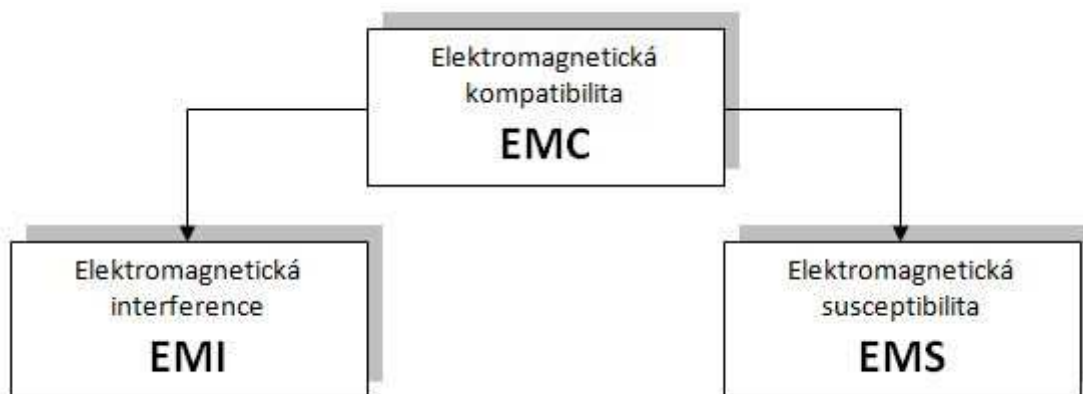 Elektromagnetická
kompatibilita
EMC
Elektromagnetická
interference
EMI
Elektromagnetická
susceptibilita
EMS